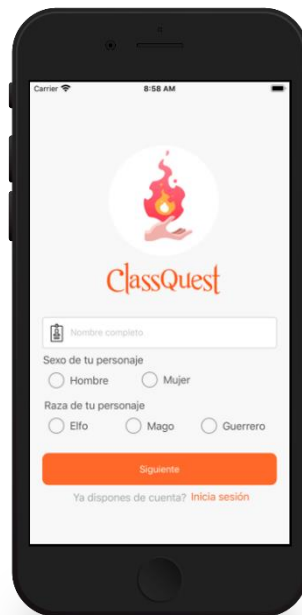 Carrier 8:58 AM
ClassQuest
Nombre completo
Sexo de tu personaje
Hombre Mujer
Raza de tu personaje
Elfo Mago Guerrero
Siguiente
Ya dispones de cuenta? Inicia sesión